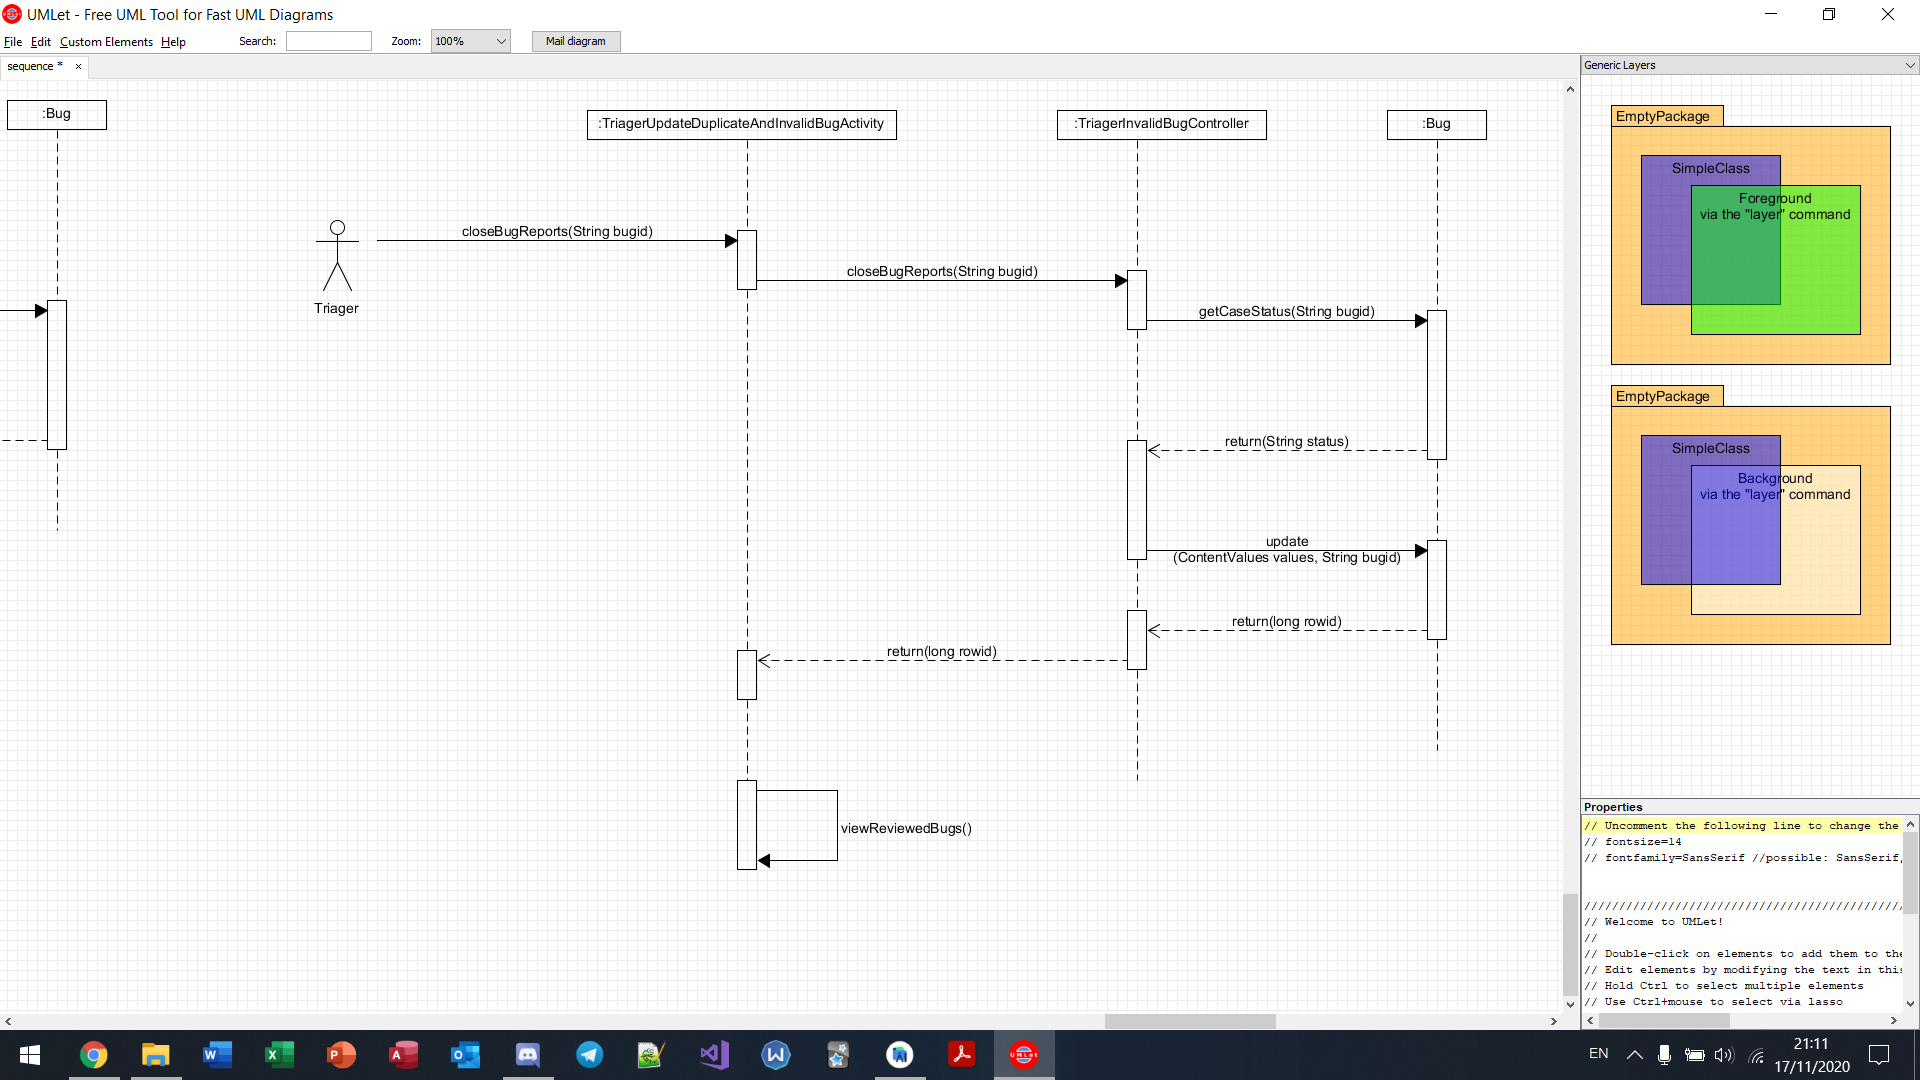 UMLet - Free UML Tool for Fast UML Diagrams
File Edit Custom Elements Help Search: Zoom: 100% Mail diagram
sequence *
Generic Layers
:Bug
:TriagerUpdateDuplicateAndInvalidBugActivity
:TriagerInvalidBugController
:Bug
closeBugReports(String bugid)
closeBugReports(String bugid)
Triager
getCaseStatus(String bugid)
return(String status)
update
(ContentValues values, String bugid)
return(long rowid)
return(long rowid)
viewReviewedBugs()
EmptyPackage
SimpleClass
Foreground
via the "layer" command
EmptyPackage
SimpleClass
Background
via the "layer" command
Properties
// Uncomment the following line to change the
// fontsize=14
// fontfamily=SansSerif //possible: SansSerif,
//////////////////////////////////////////////
// Welcome to UMLet!
//
// Double-click on elements to add them to the
// Edit elements by modifying the text in this
// Hold Ctrl to select multiple elements
// Use Ctrl+mouse to select via lasso
EN
21:11
17/11/2020